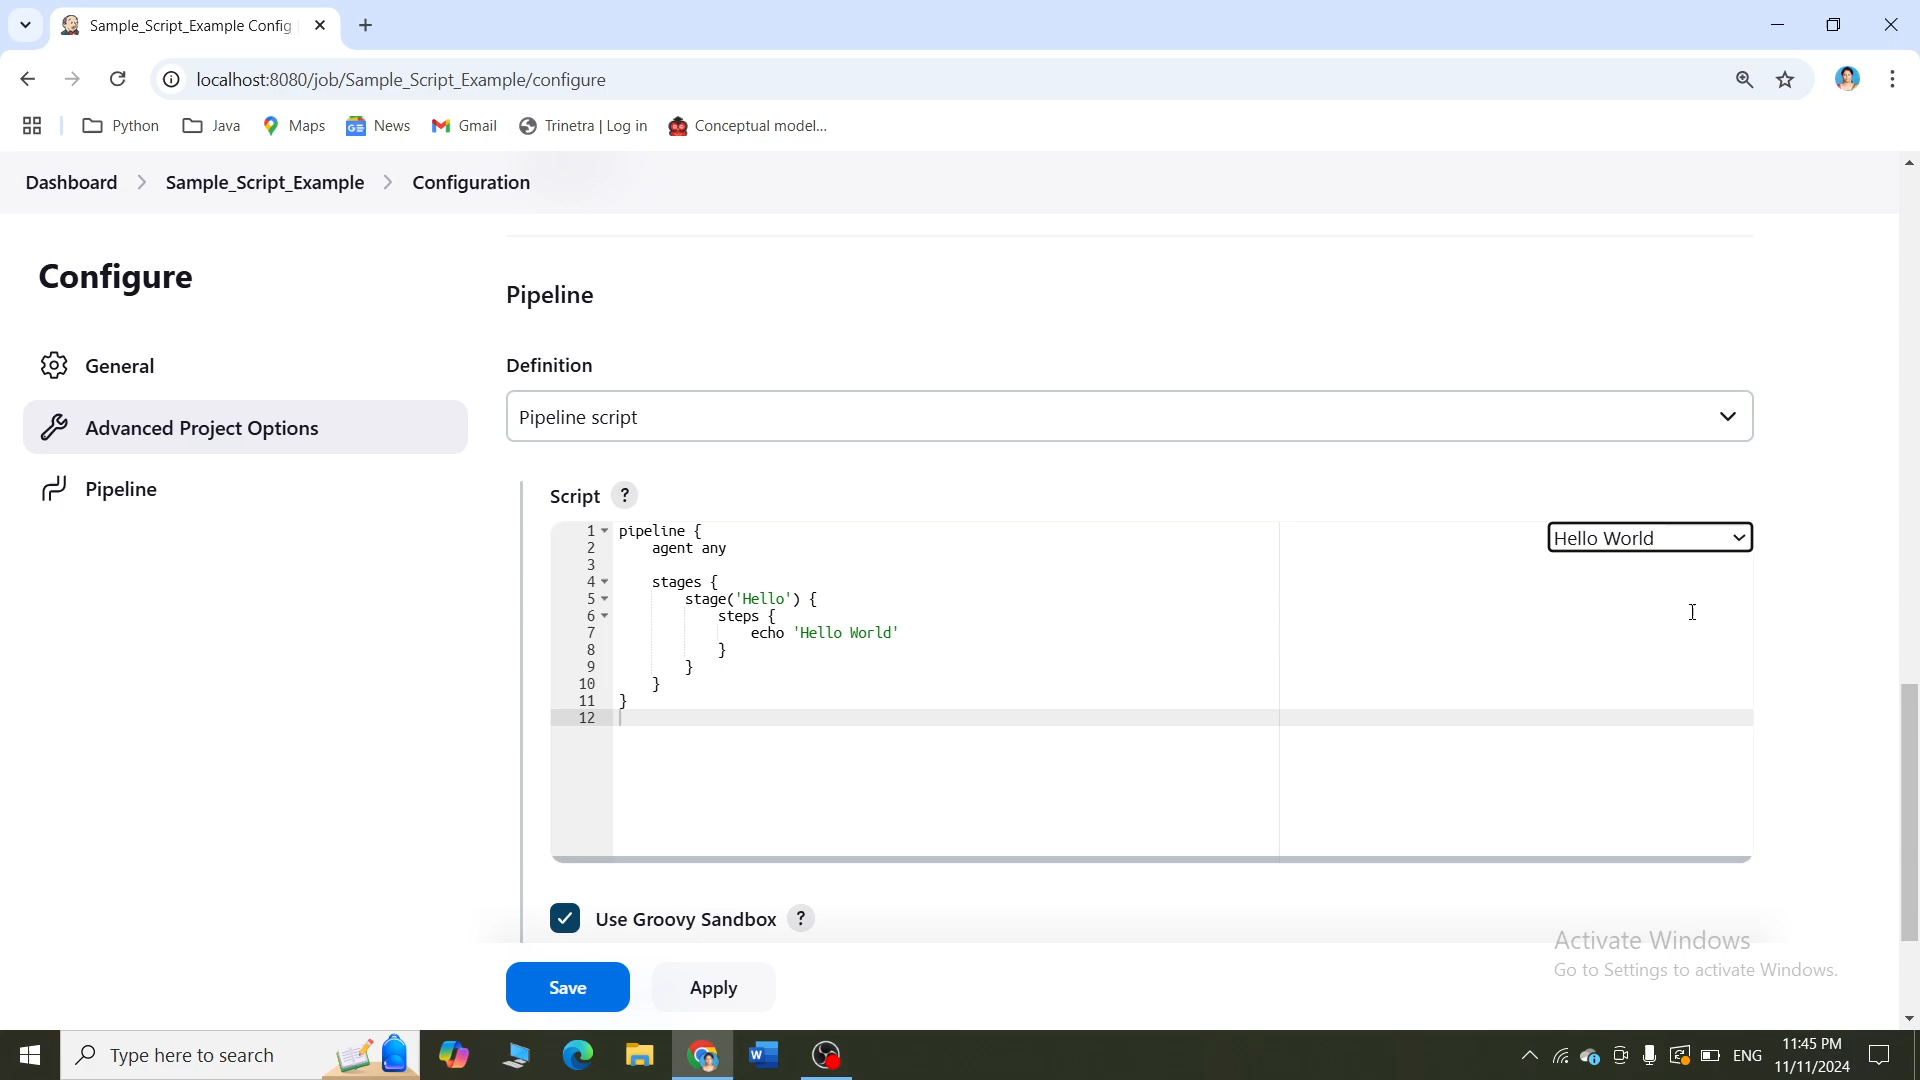 Sample_Script_Example Config
localhost:8080/job/Sample_Script_Example/configure
Python
Java
Maps
News
Gmail
Trinetra | Log in
Conceptual model...
Dashboard
Sample_Script_Example
Configuration
Configure
General
Advanced Project Options
Pipeline
Pipeline
Definition
Pipeline script
Script ?
1 pipeline {
2     agent any
3
4     stages {
5         stage('Hello') {
6             steps {
7                 echo 'Hello World'
8             }
9         }
10     }
11 }
12
Hello World
Use Groovy Sandbox ?
Save
Apply
Activate Windows
Go to Settings to activate Windows.
Type here to search
ENG
11:45 PM
11/11/2024